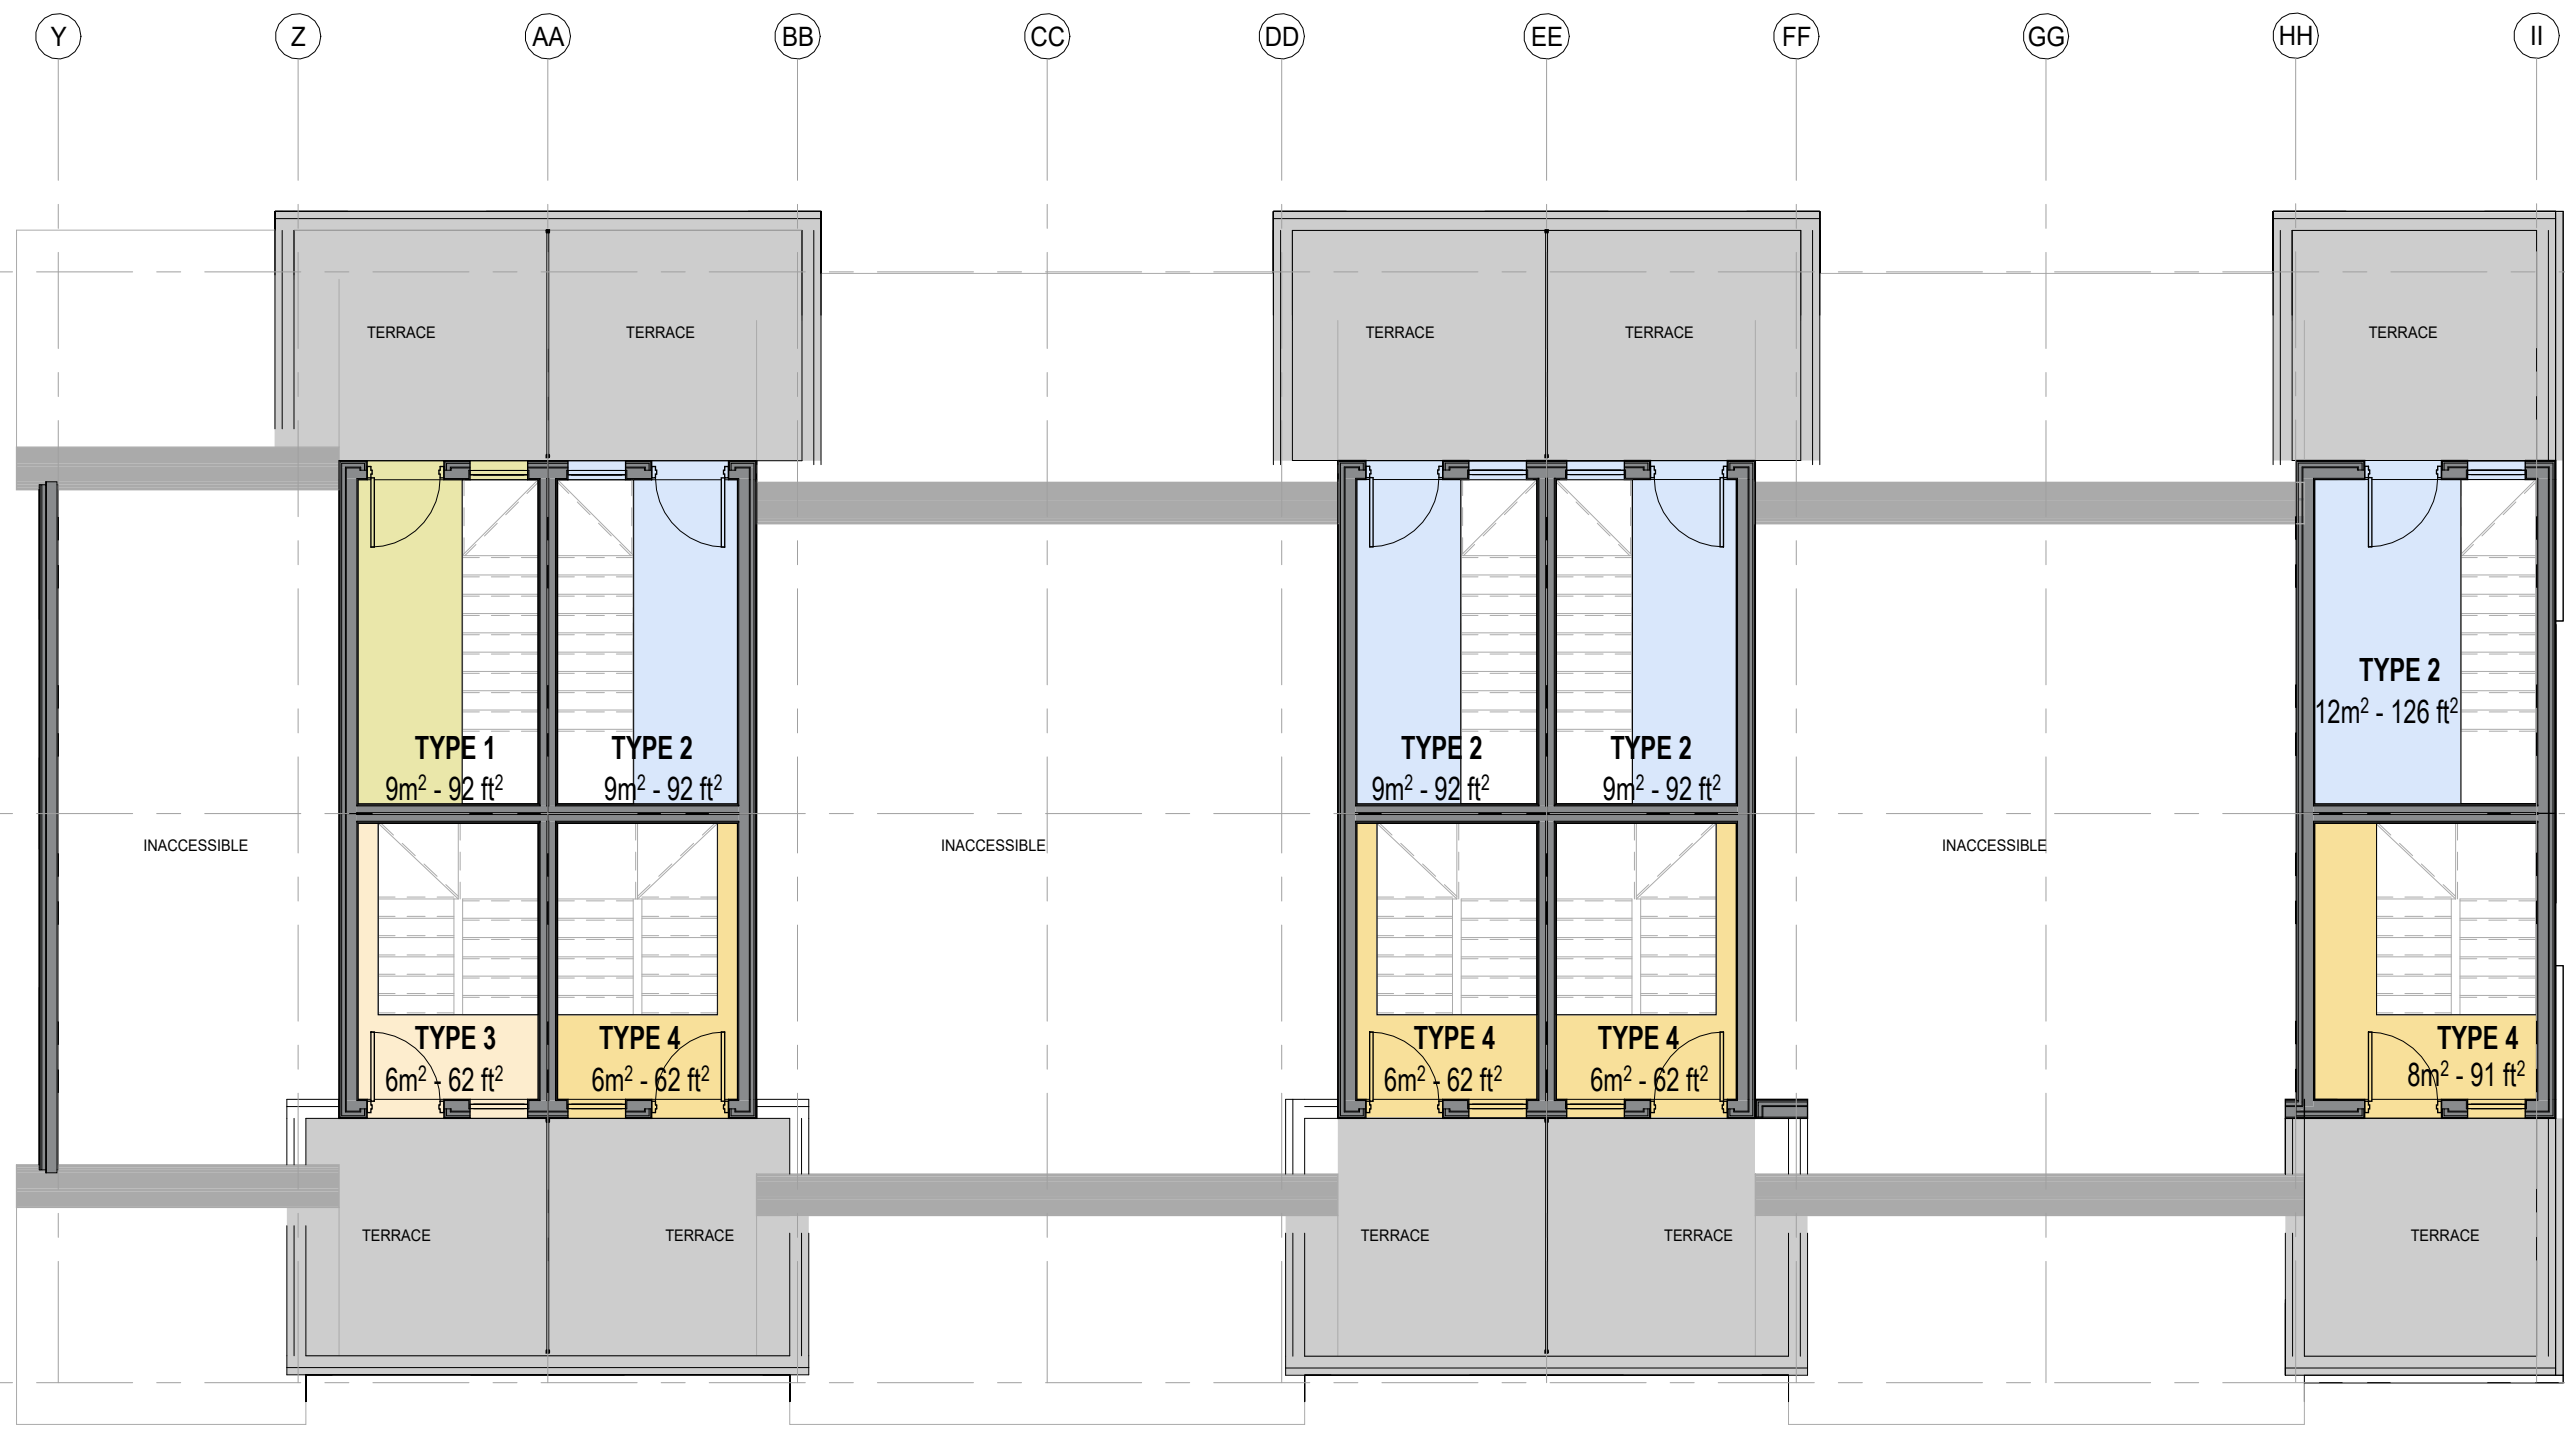 Y Z AA BB CC DD EE FF GG HH II
TERRACE TERRACE TERRACE TERRACE TERRACE
TYPE 2
12m² - 126 ft²
TYPE 1 TYPE 2 TYPE 2 TYPE 2
9m² - 92 ft² 9m² - 92 ft² 9m² - 92 ft² 9m² - 92 ft²
INACCESSIBLE INACCESSIBLE INACCESSIBLE
TYPE 3 TYPE 4 TYPE 4 TYPE 4 TYPE 4
6m² - 62 ft² 6m² - 62 ft² 6m² - 62 ft² 6m² - 62 ft² 8m² - 91 ft²
TERRACE TERRACE TERRACE TERRACE TERRACE